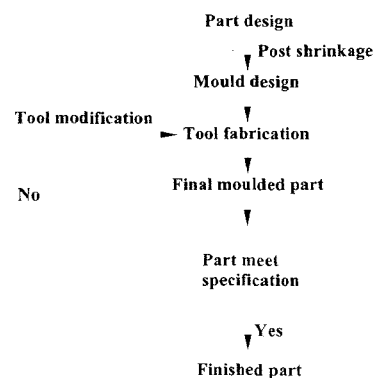 Part design
Post shrinkage
Mould design
Tool modification
Tool fabrication
Final moulded part
No
Part meet
specification
Yes
Finished part